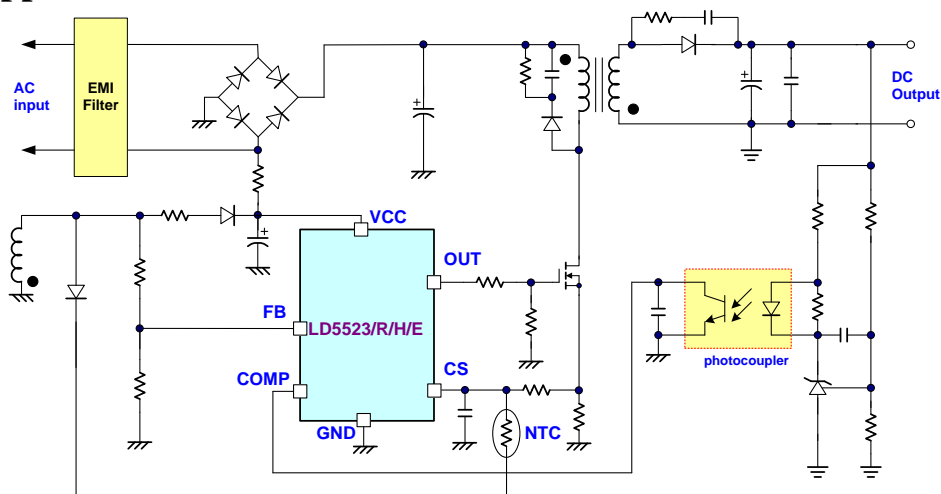 AC
input
EMI
Filter
DC
Output
VCC
OUT
FB
LD5523/R/H/E
COMP
CS
GND
NTC
photocoupler